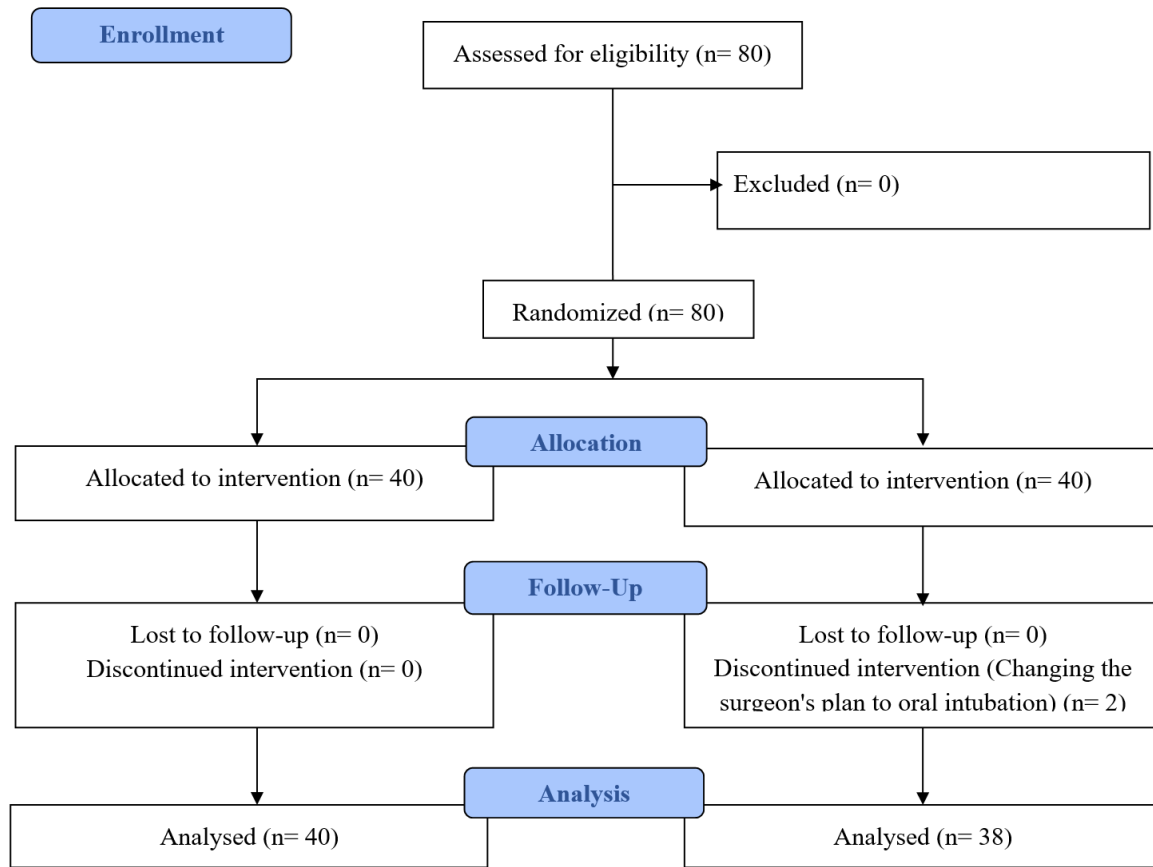 Enrollment
Assessed for eligibility (n= 80)
Excluded (n= 0)
Randomized (n= 80)
Allocation
Allocated to intervention (n= 40)
Allocated to intervention (n= 40)
Follow-Up
Lost to follow-up (n= 0)
Discontinued intervention (n= 0)
Lost to follow-up (n= 0)
Discontinued intervention (Changing the
surgeon's plan to oral intubation) (n= 2)
Analysis
Analysed (n= 40)
Analysed (n= 38)